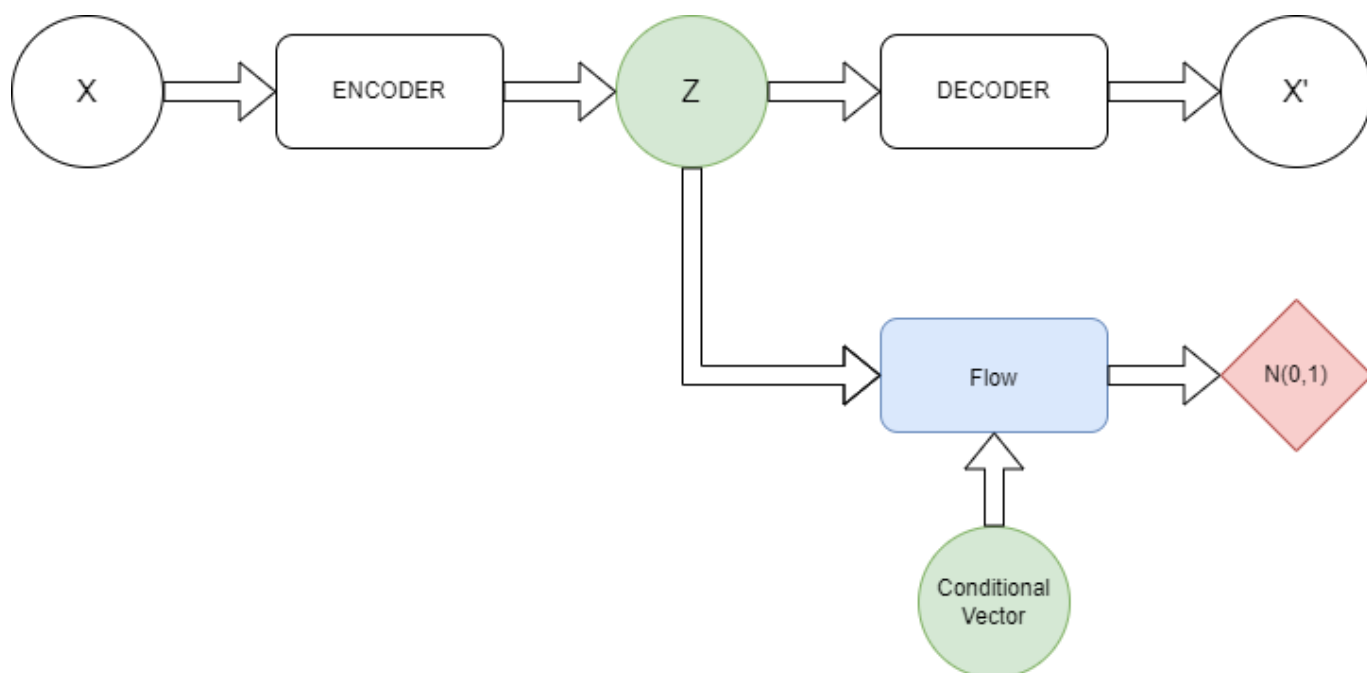 X
ENCODER
Z
DECODER
X'
Flow
N(0,1)
Conditional
Vector